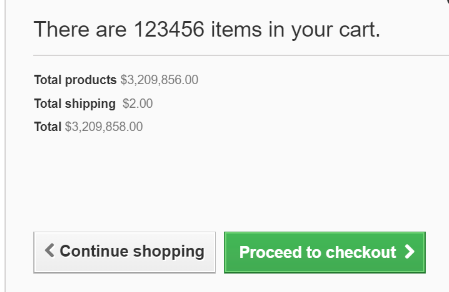 There are 123456 items in your cart.
Total products $3,209,856.00
Total shipping $2.00
Total $3,209,858.00
Continue shopping
Proceed to checkout